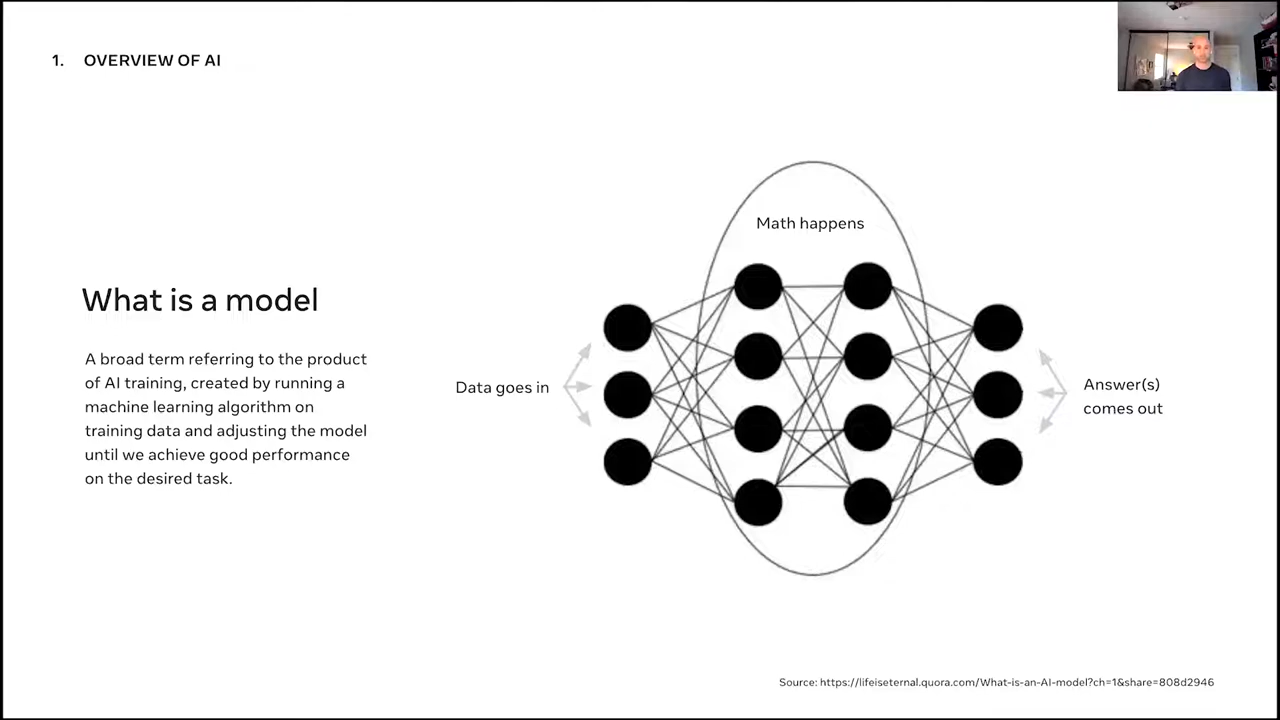 1. OVERVIEW OF AI
Math happens
What is a model
A broad term referring to the product
of AI training, created by running a
machine learning algorithm on
training data and adjusting the model
until we achieve good performance
on the desired task.
Data goes in
Answer(s)
comes out
Source: https://lifeiseternal.quora.com/What-is-an-AI-model?ch=1&share=808d2946